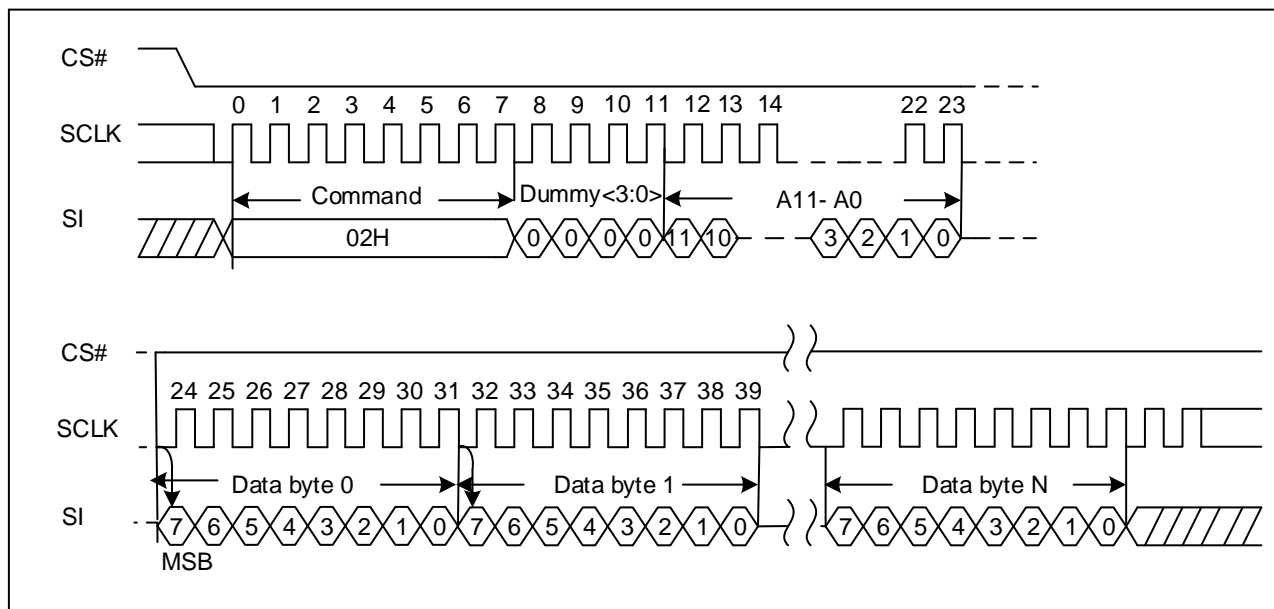 CS#
0 1 2 3 4 5 6 7 8 9 10 11 12 13 14 22 23
SCLK
Command Dummy<3:0> A11- A0
SI
02H 0 0 0 0 11 10 3 2 1 0
CS#
24 25 26 27 28 29 30 31 32 33 34 35 36 37 38 39
SCLK
Data byte 0 Data byte 1 Data byte N
SI
7 6 5 4 3 2 1 0 7 6 5 4 3 2 1 0 7 6 5 4 3 2 1 0
MSB